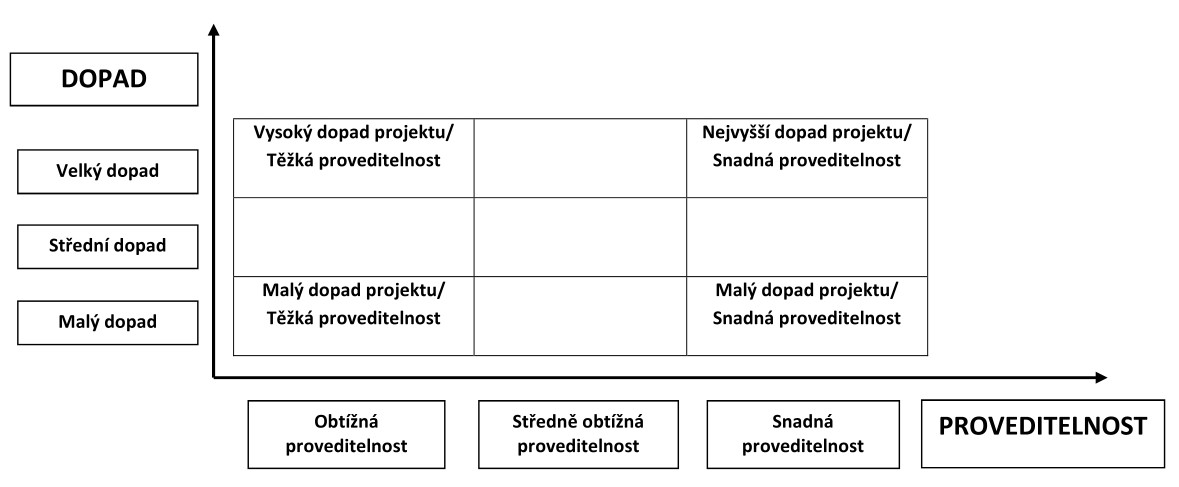 DOPAD
Vysoký dopad projektu/
Těžká proveditelnost
Nejvyšší dopad projektu/
Snadná proveditelnost
Velký dopad
Střední dopad
Malý dopad projektu/
Těžká proveditelnost
Malý dopad projektu/
Snadná proveditelnost
Malý dopad
Obtížná
proveditelnost
Středně obtížná
proveditelnost
Snadná
proveditelnost
PROVEDITELNOST